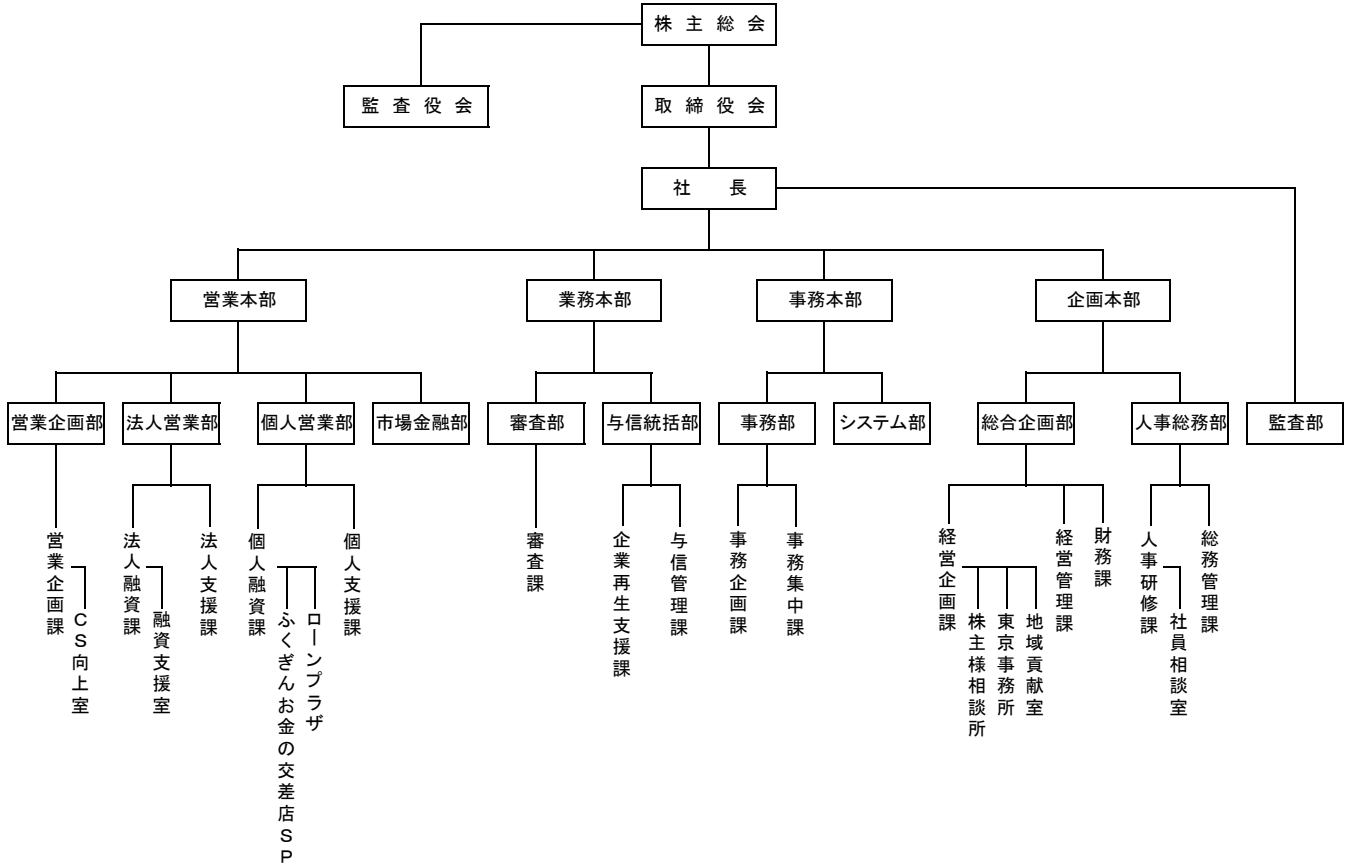 株主総会
監査役会
取締役会
社長
営業本部
業務本部
事務本部
企画本部
営業企画部
法人営業部
個人営業部
市場金融部
審査部
与信統括部
事務部
システム部
総合企画部
人事総務部
監査部
営業企画課
CS向上室
法人融資課
融資支援室
法人支援課
個人融資課
ふくぎんお金の交差店SP
ローンプラザ
個人支援課
審査課
企業再生支援課
与信管理課
事務企画課
事務集中課
経営企画課
株主様相談所
東京事務所
地域貢献室
経営管理課
財務課
人事研修課
社員相談室
総務管理課